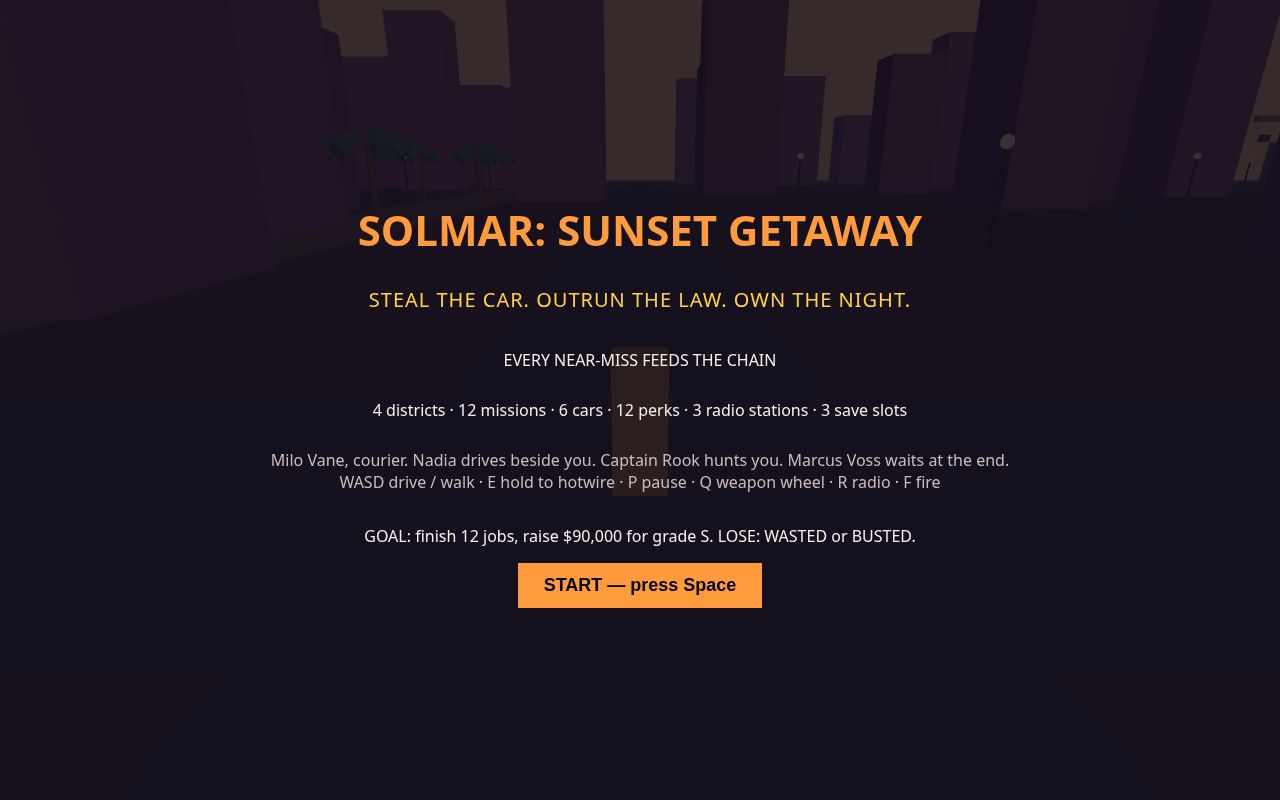 SOLMAR: SUNSET GETAWAY
STEAL THE CAR. OUTRUN THE LAW. OWN THE NIGHT.
EVERY NEAR-MISS FEEDS THE CHAIN
4 districts · 12 missions · 6 cars · 12 perks · 3 radio stations · 3 save slots
Milo Vane, courier. Nadia drives beside you. Captain Rook hunts you. Marcus Voss waits at the end.
WASD drive / walk · E hold to hotwire · P pause · Q weapon wheel · R radio · F fire
GOAL: finish 12 jobs, raise $90,000 for grade S. LOSE: WASTED or BUSTED.
START — press Space